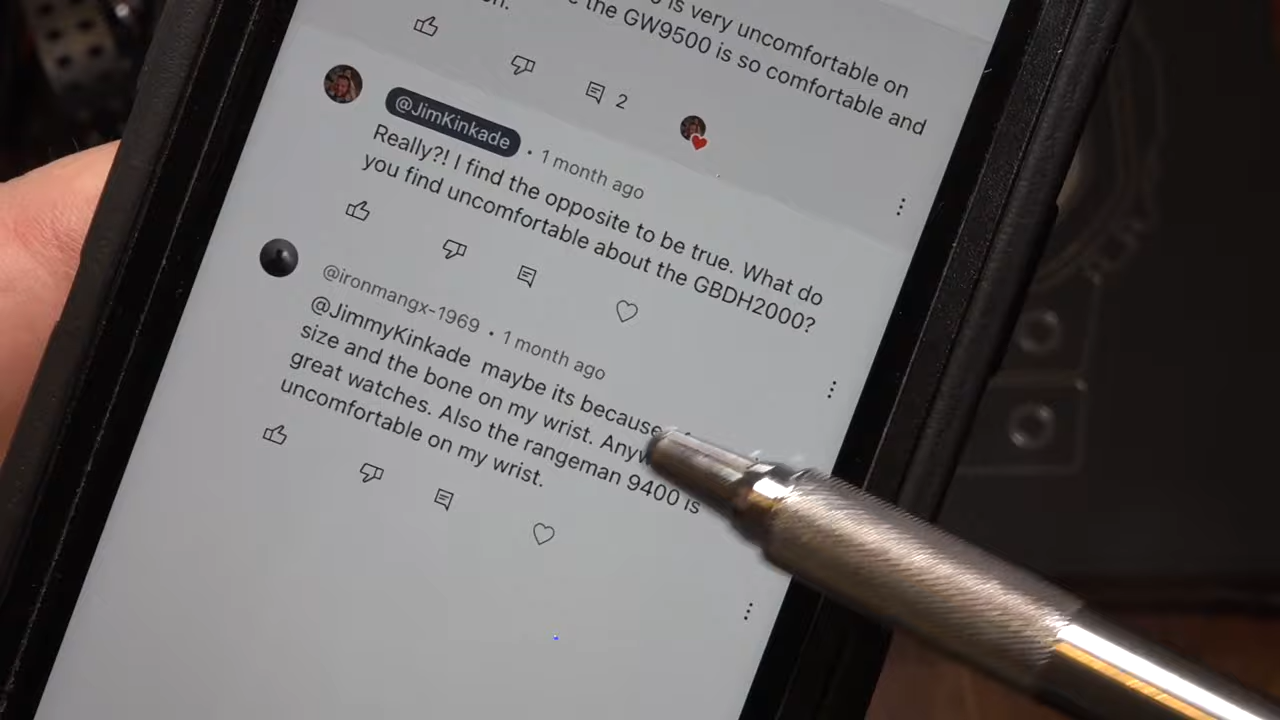 is very uncomfortable on
the GW9500 is so comfortable and
2
@JimKinkade • 1 month ago
Really?! I find the opposite to be true. What do
you find uncomfortable about the GBDH2000?
@ironmangx-1969 • 1 month ago
@JimmyKinkade maybe its because
size and the bone on my wrist.
great watches. Also the rangeman 9400 is
uncomfortable on my wrist.